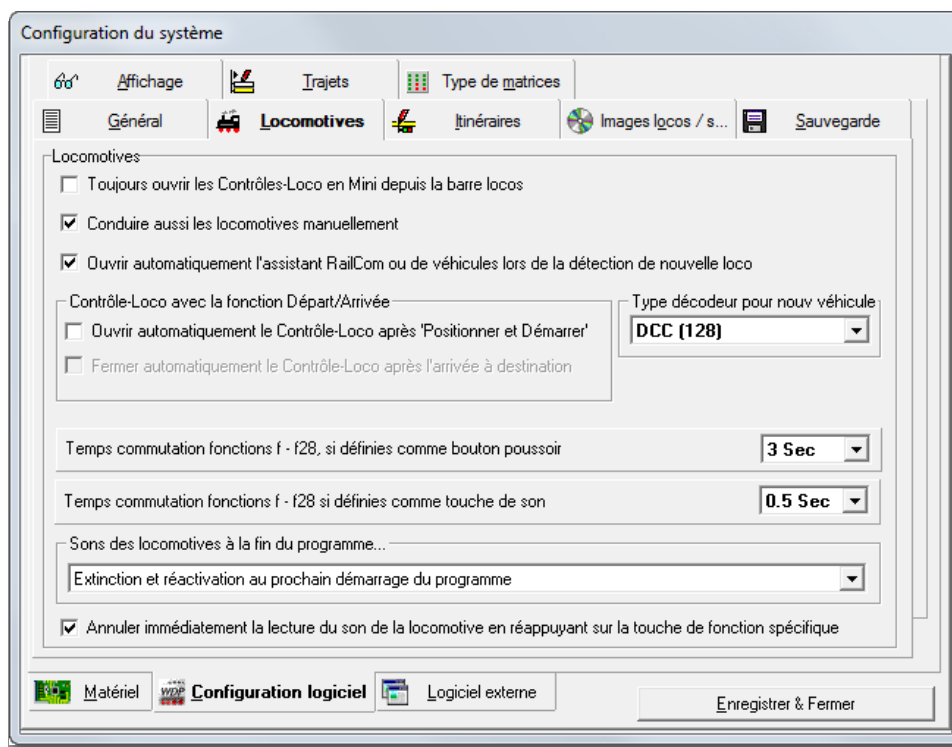 Configuration du système
Affichage
Trajets
Type de matrices
Général
Locomotives
Itinéraires
Images locos / s...
Sauvegarde
Locomotives
Toujours ouvrir les Contrôles-Loco en Mini depuis la barre locos
Conduire aussi les locomotives manuellement
Ouvrir automatiquement l'assistant RailCom ou de véhicules lors de la détection de nouvelle loco
Contrôle-Loco avec la fonction Départ/Arrivée
Type décodeur pour nouv véhicule
Ouvrir automatiquement le Contrôle-Loco après 'Positionner et Démarrer'
DCC (128)
Fermer automatiquement le Contrôle-Loco après l'arrivée à destination
Temps commutation fonctions f - f28, si définies comme bouton poussoir
3 Sec
Temps commutation fonctions f - f28 si définies comme touche de son
0.5 Sec
Sons des locomotives à la fin du programme...
Extinction et réactivation au prochain démarrage du programme
Annuler immédiatement la lecture du son de la locomotive en réappuyant sur la touche de fonction spécifique
Matériel
WDP
Configuration logiciel
Logiciel externe
Enregistrer & Fermer